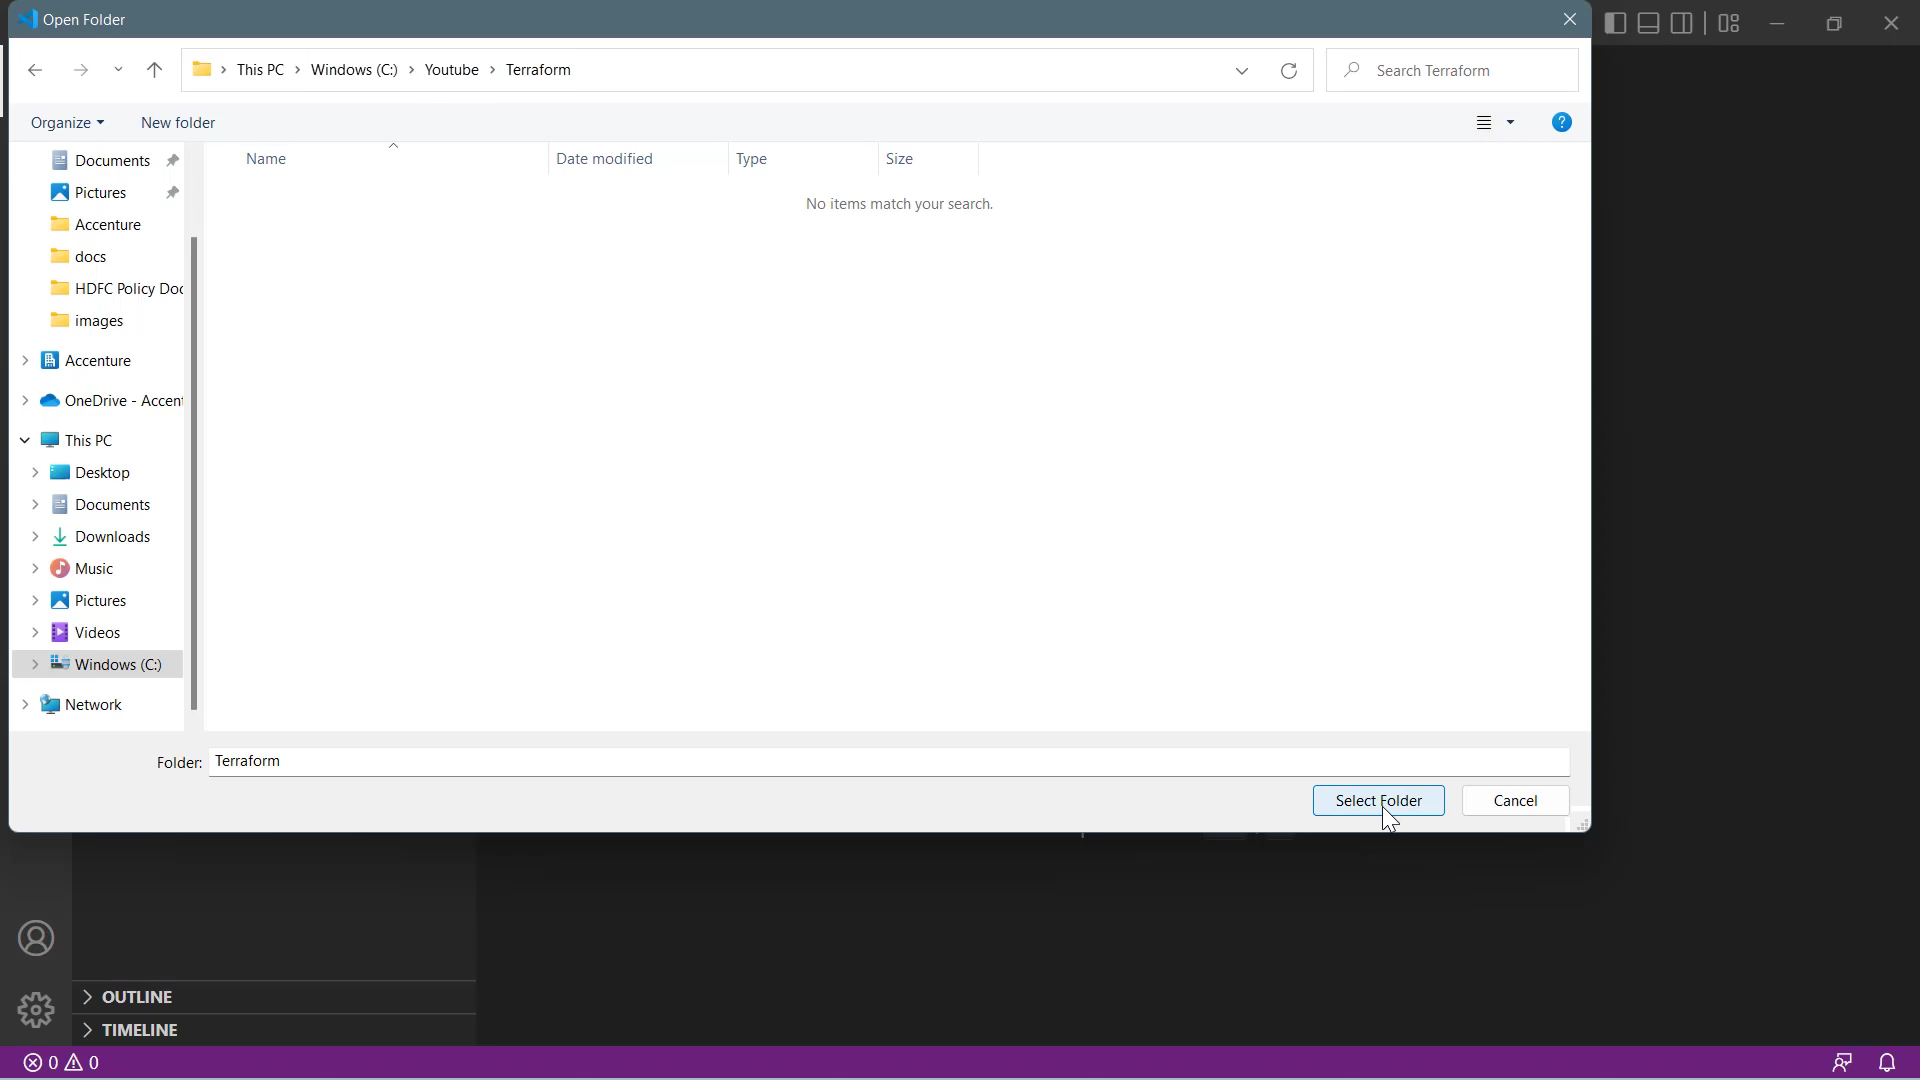 Open Folder
This PC
Windows (C:)
Youtube
Terraform
Search Terraform
Organize
New folder
?
Name
Date modified
Type
Size
No items match your search.
Documents
Pictures
Accenture
docs
HDFC Policy Doc
images
Accenture
OneDrive - Accent
This PC
Desktop
Documents
Downloads
Music
Pictures
Videos
Windows (C:)
Network
Folder: Terraform
Select Folder
Cancel
OUTLINE
TIMELINE
0 0